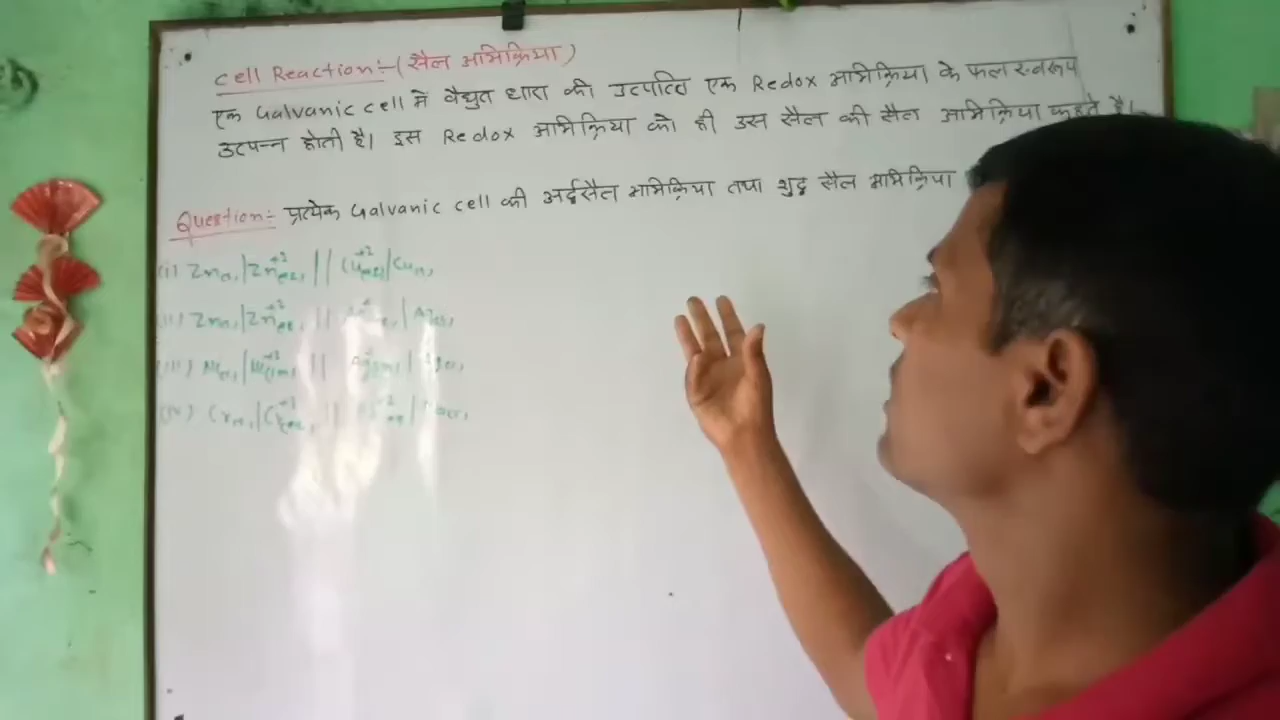 Cell Reaction:-(सैल अभिक्रिया)
एक Galvanic cell में वैद्युत धारा की उत्पत्ति एक Redox अभिक्रिया के फलस्वरूप
उत्पन्न होती है। इस Redox अभिक्रिया को ही उस सैल की सैल अभिक्रिया कहते है।
Question:- प्रत्येक Galvanic cell की अर्द्धसैल अभिक्रिया तथा शुद्ध सैल अभिक्रिया
(i) Zn(s)|Zn+2(aq)||Cu+2(aq)|Cu(s)
(ii) Zn(s)|Zn+2(aq)|| |Ag(s)
(iii)
(iv)